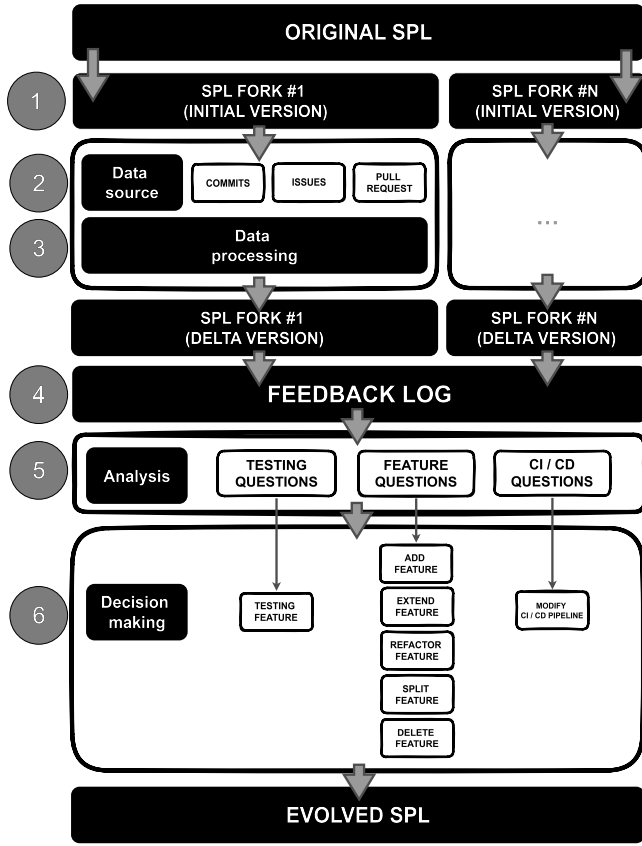 ORIGINAL SPL
1
SPL FORK #1
(INITIAL VERSION)
SPL FORK #N
(INITIAL VERSION)
2
Data
source
COMMITS
ISSUES
PULL
REQUEST
...
3
Data
processing
SPL FORK #1
(DELTA VERSION)
SPL FORK #N
(DELTA VERSION)
4
FEEDBACK LOG
5
Analysis
TESTING
QUESTIONS
FEATURE
QUESTIONS
CI / CD
QUESTIONS
6
Decision
making
TESTING
FEATURE
ADD
FEATURE
EXTEND
FEATURE
REFACTOR
FEATURE
SPLIT
FEATURE
DELETE
FEATURE
MODIFY
CI / CD PIPELINE
EVOLVED SPL